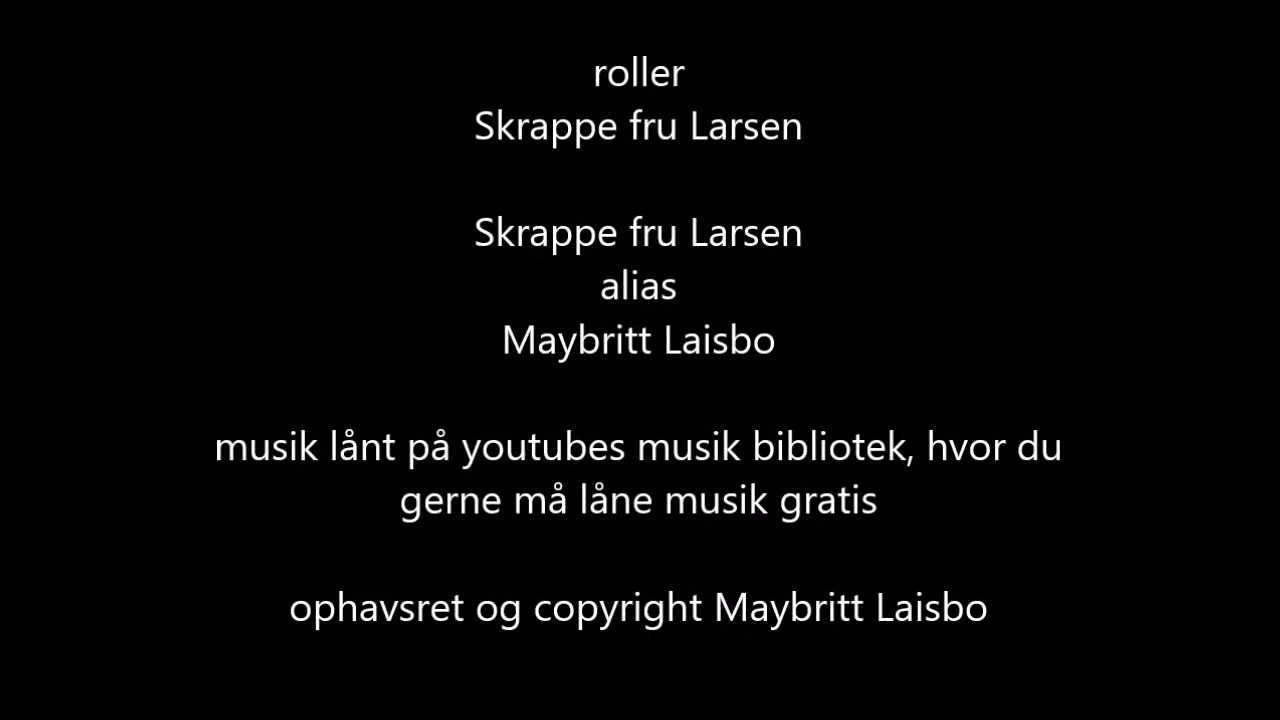 roller
Skrappe fru Larsen
Skrappe fru Larsen
alias
Maybritt Laisbo
musik lånt på youtubes musik bibliotek, hvor du
gerne må låne musik gratis
ophavsret og copyright Maybritt Laisbo